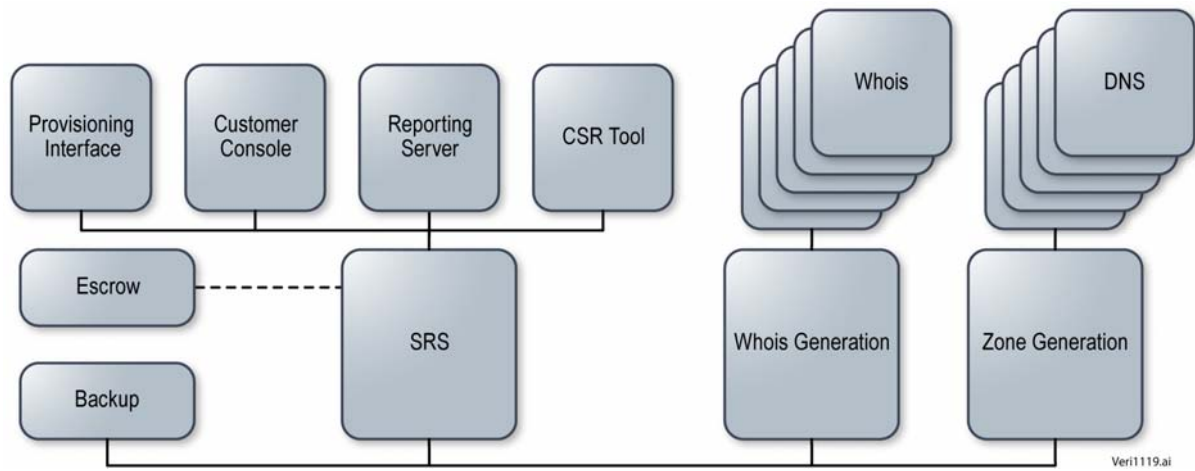 Provisioning
Interface
Customer
Console
Reporting
Server
CSR Tool
Whois
DNS
Escrow
SRS
Whois Generation
Zone Generation
Backup
Veri1119.ai